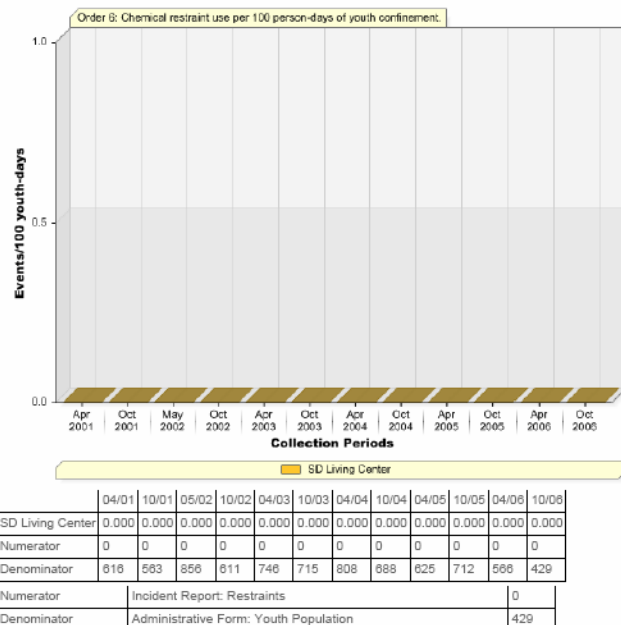 Order 6: Chemical restraint use per 100 person-days of youth confinement.
1.0
0.5
0.0
Events/100 youth-days
Apr Oct May Oct Apr Oct Apr Oct Apr Oct Apr Oct
2001 2001 2002 2002 2003 2003 2004 2004 2005 2005 2006 2006
Collection Periods
SD Living Center
04/01 10/01 05/02 10/02 04/03 10/03 04/04 10/04 04/05 10/05 04/06 10/06
SD Living Center 0.000 0.000 0.000 0.000 0.000 0.000 0.000 0.000 0.000 0.000 0.000 0.000
Numerator 0 0 0 0 0 0 0 0 0 0 0 0
Denominator 616 563 856 611 746 715 808 688 625 712 566 429
Numerator Incident Report: Restraints 0
Denominator Administrative Form: Youth Population 429